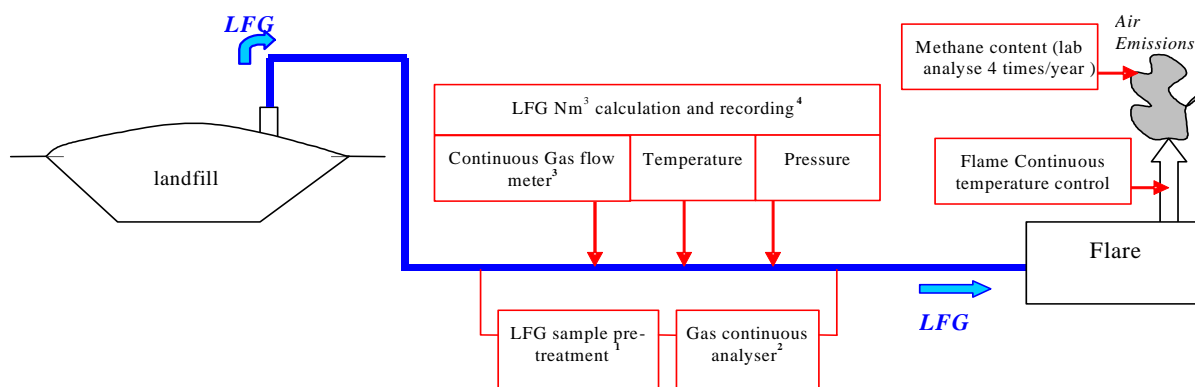 LFG
Air
Emissions
Methane content (lab
analyse 4 times/year )
LFG Nm³ calculation and recording⁴
Continuous Gas flow
meter³
Temperature
Pressure
Flame Continuous
temperature control
landfill
Flare
LFG
LFG sample pre-
treatment¹
Gas continuous
analyser²